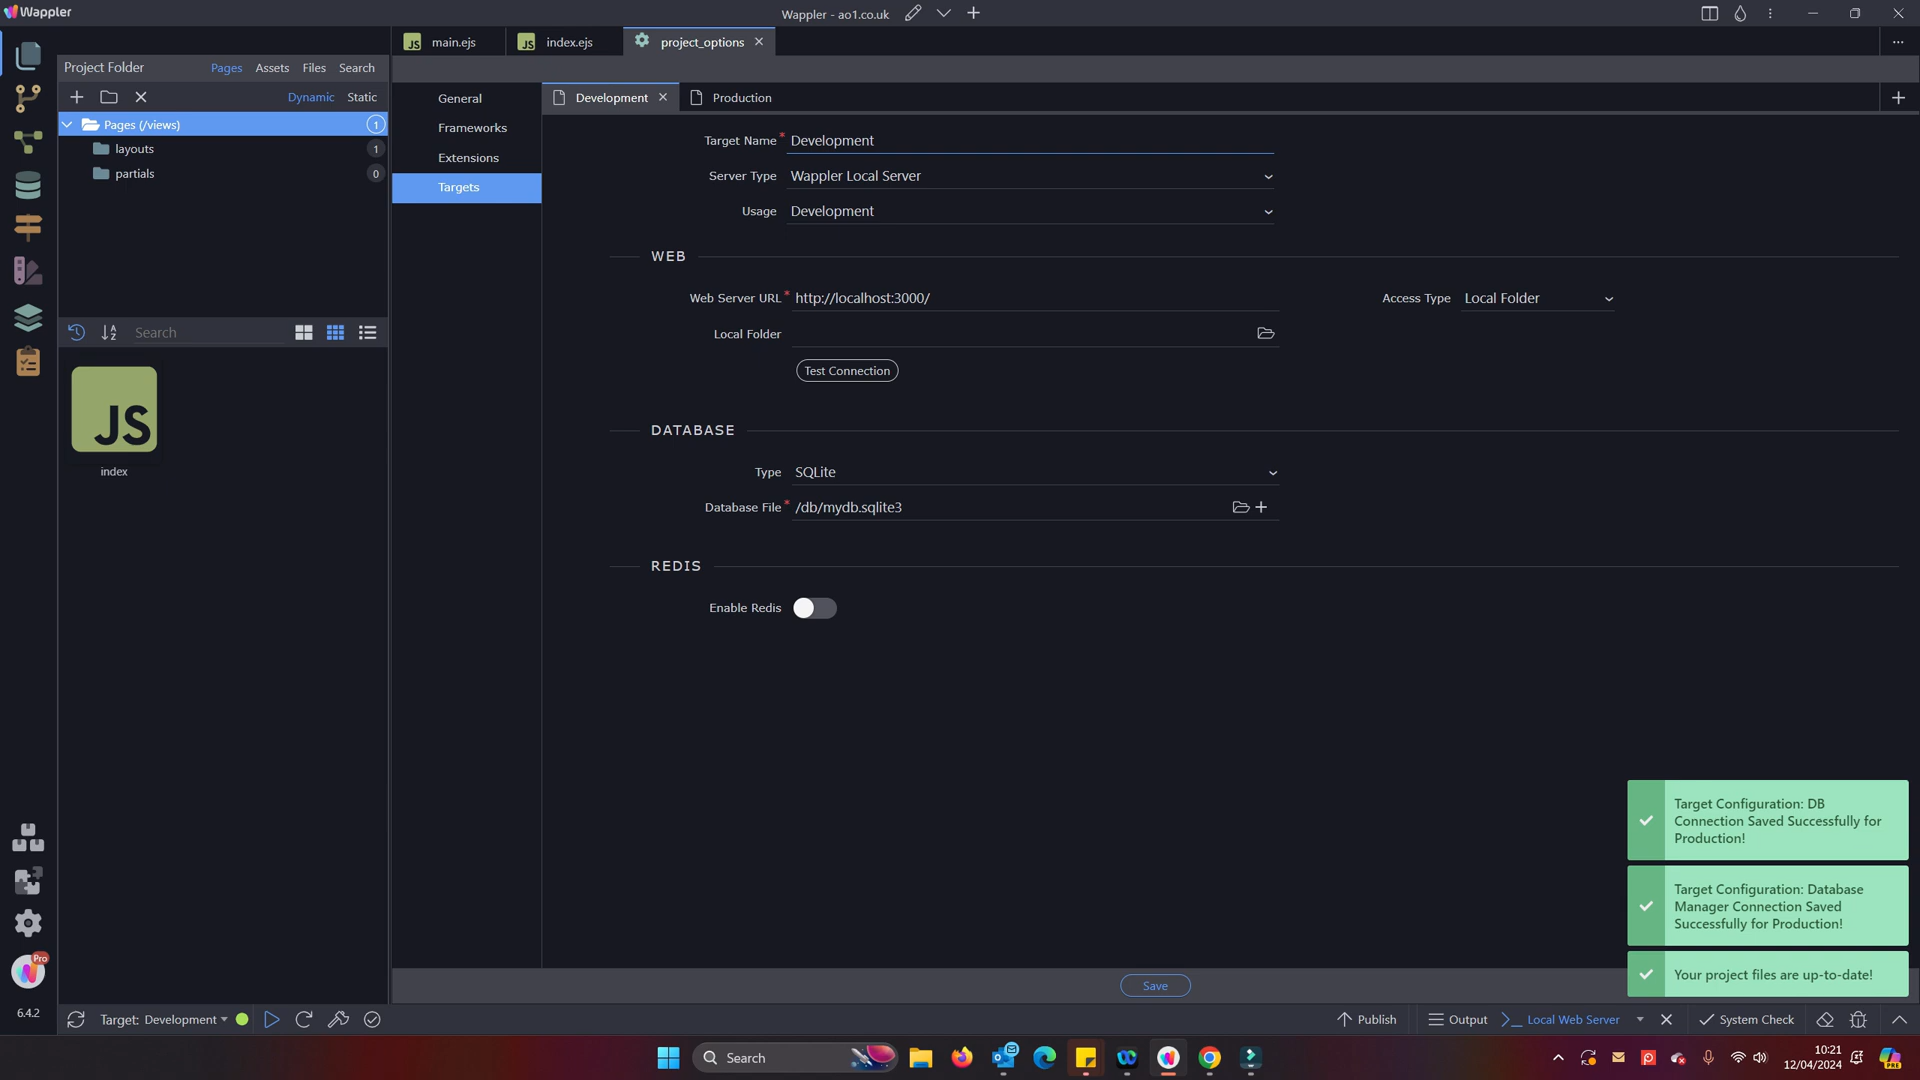 Wappler
Wappler - ao1.co.uk
main.ejs
index.ejs
project_options
Project Folder
Pages
Assets
Files
Search
Dynamic
Static
Pages (/views)
1
layouts
1
partials
0
Search
JS
index
General
Frameworks
Extensions
Targets
Development
Production
Target Name * Development
Server Type Wappler Local Server
Usage Development
WEB
Web Server URL * http://localhost:3000/
Access Type Local Folder
Local Folder
Test Connection
DATABASE
Type SQLite
Database File * /db/mydb.sqlite3
REDIS
Enable Redis
Target Configuration: DB
Connection Saved Successfully for
Production!
Target Configuration: Database
Manager Connection Saved
Successfully for Production!
Your project files are up-to-date!
Save
Pro
6.4.2
Target: Development
Publish
Output
Local Web Server
System Check
Search
10:21
12/04/2024
PRE